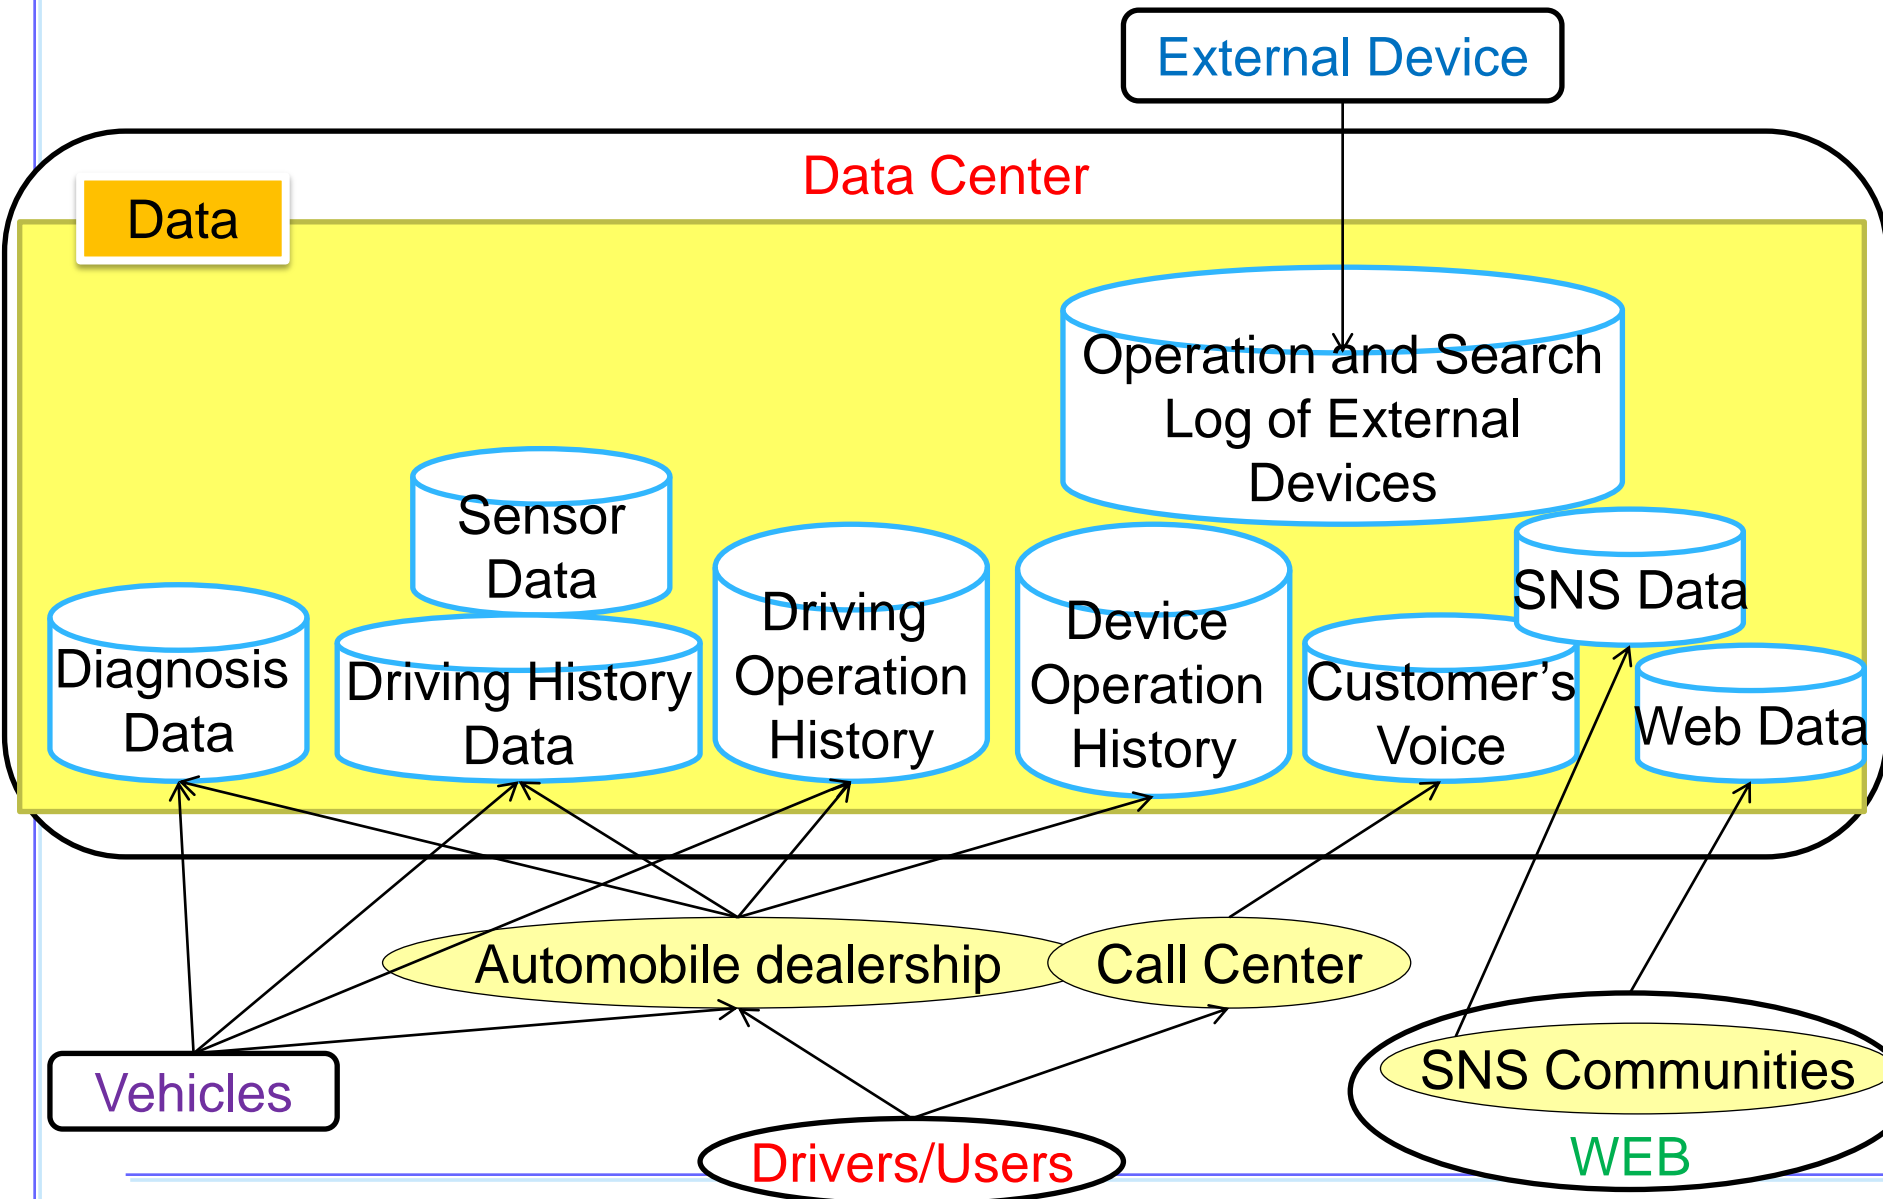 External Device
Data Center
Data
Operation and Search
Log of External
Devices
Sensor
Data
SNS Data
Driving
Operation
History
Device
Operation
History
Diagnosis
Data
Driving History
Data
Customer’s
Voice
Web Data
Automobile dealership
Call Center
Vehicles
SNS Communities
WEB
Drivers/Users